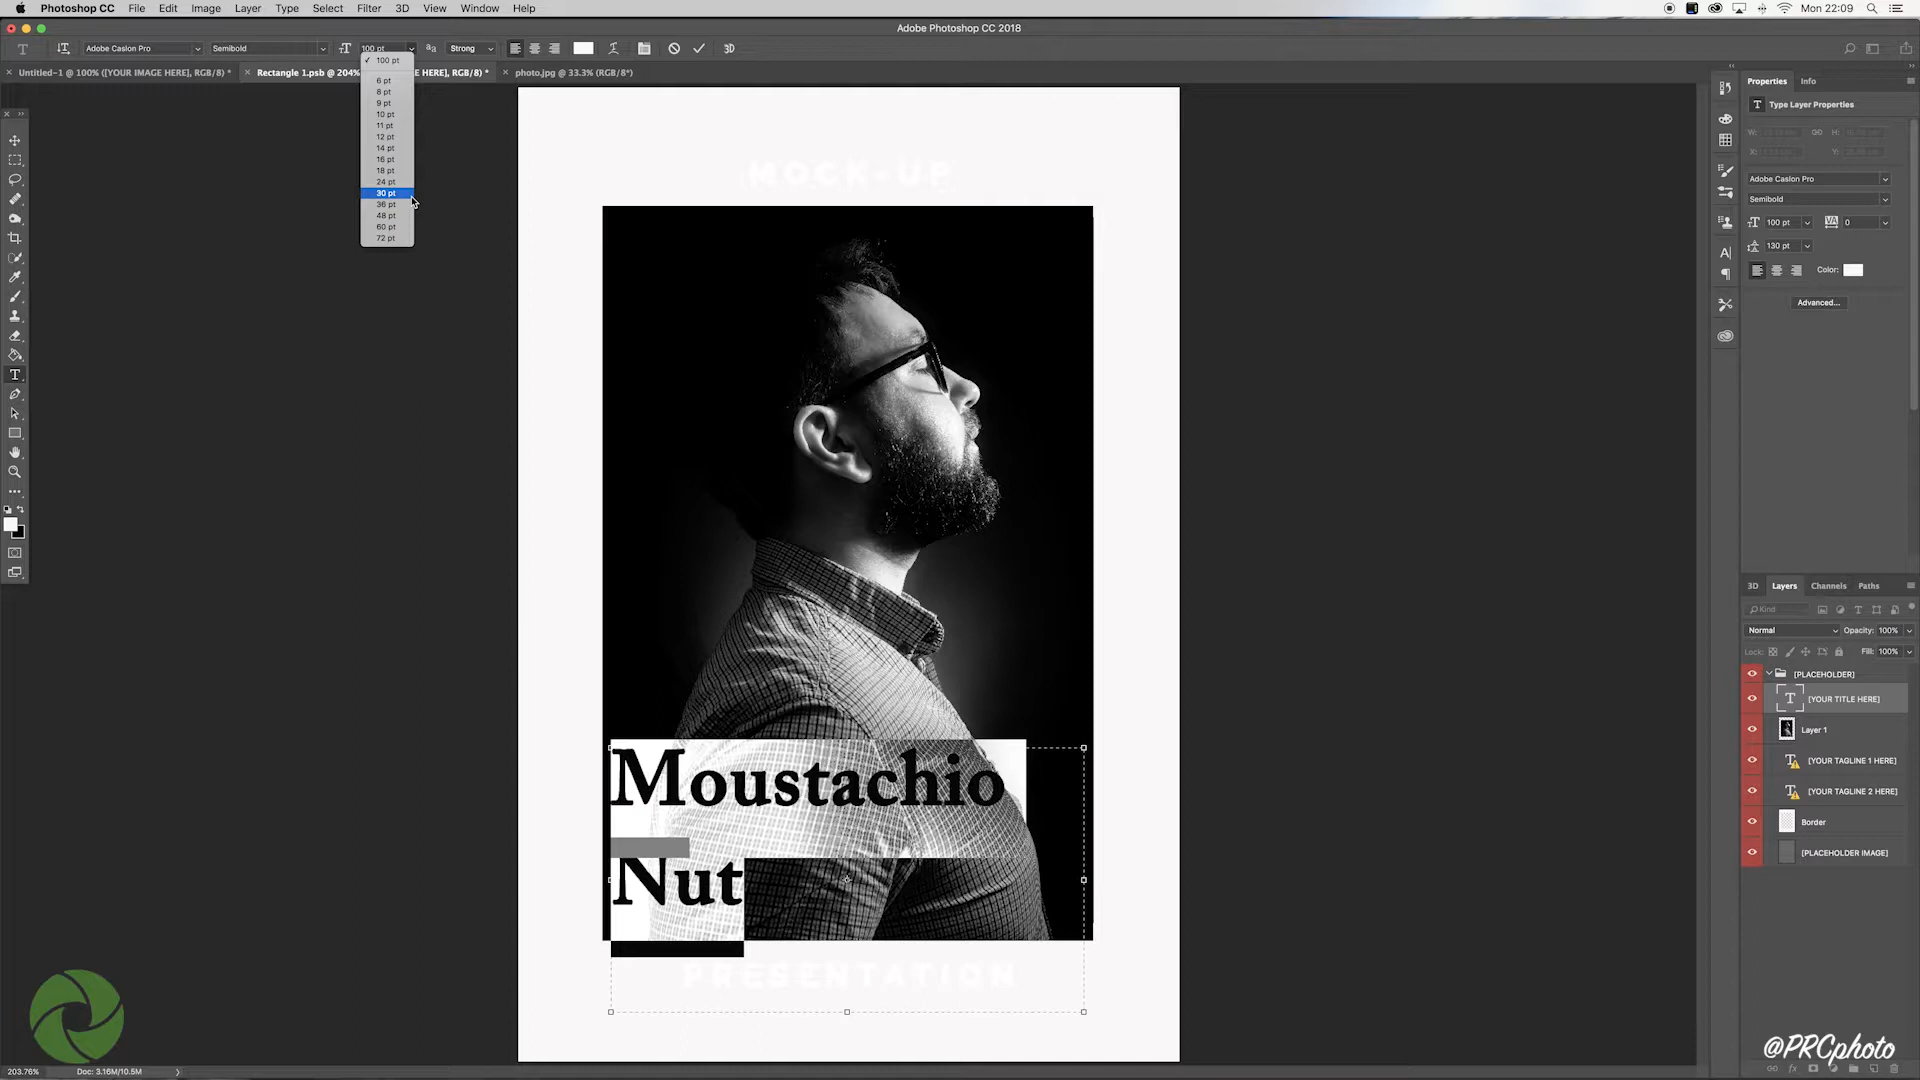 Photoshop CC File Edit Image Layer Type Select Filter 3D View Window Help Mon 22:09
Adobe Photoshop CC 2018
Adobe Caslon Pro Semibold 100 pt Strong 3D
Untitled-1 @ 100% ([YOUR IMAGE HERE], RGB/8) *
Rectangle 1.psb @ 204% HERE], RGB/8) *
photo.jpg @ 33.3% (RGB/8*)
100 pt
6 pt
8 pt
9 pt
10 pt
11 pt
12 pt
14 pt
16 pt
18 pt
24 pt
30 pt
36 pt
48 pt
60 pt
72 pt
MOCK-UP
Moustachio
Nut
PRESENTATION
Properties Info
Type Layer Properties
W: H:
X: Y:
Adobe Caslon Pro
Semibold
100 pt 0
130 pt
Color:
Advanced...
3D Layers Channels Paths
Kind
Normal Opacity: 100%
Lock: Fill: 100%
[PLACEHOLDER]
[YOUR TITLE HERE]
Layer 1
[YOUR TAGLINE 1 HERE]
[YOUR TAGLINE 2 HERE]
Border
[PLACEHOLDER IMAGE]
@PRCphoto
203.76% Doc: 3.16M/10.5M